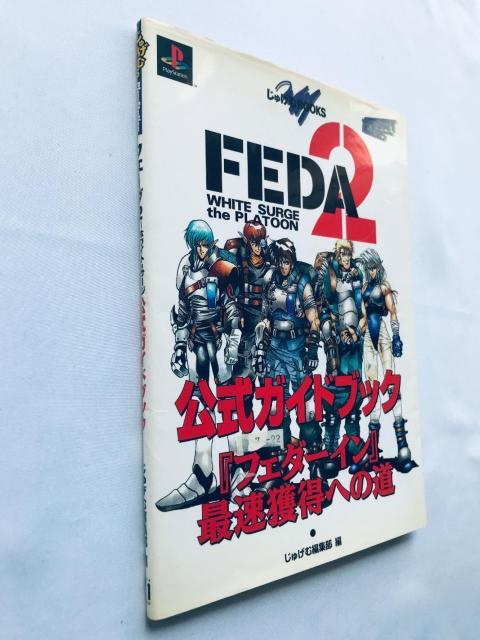 PlayStation
じゅげむBOOKS
FEDA2
WHITE SURGE
the PLATOON
公式ガイドブック
『フェダーイン』
最速獲得への道
じゅげむ編集部 編